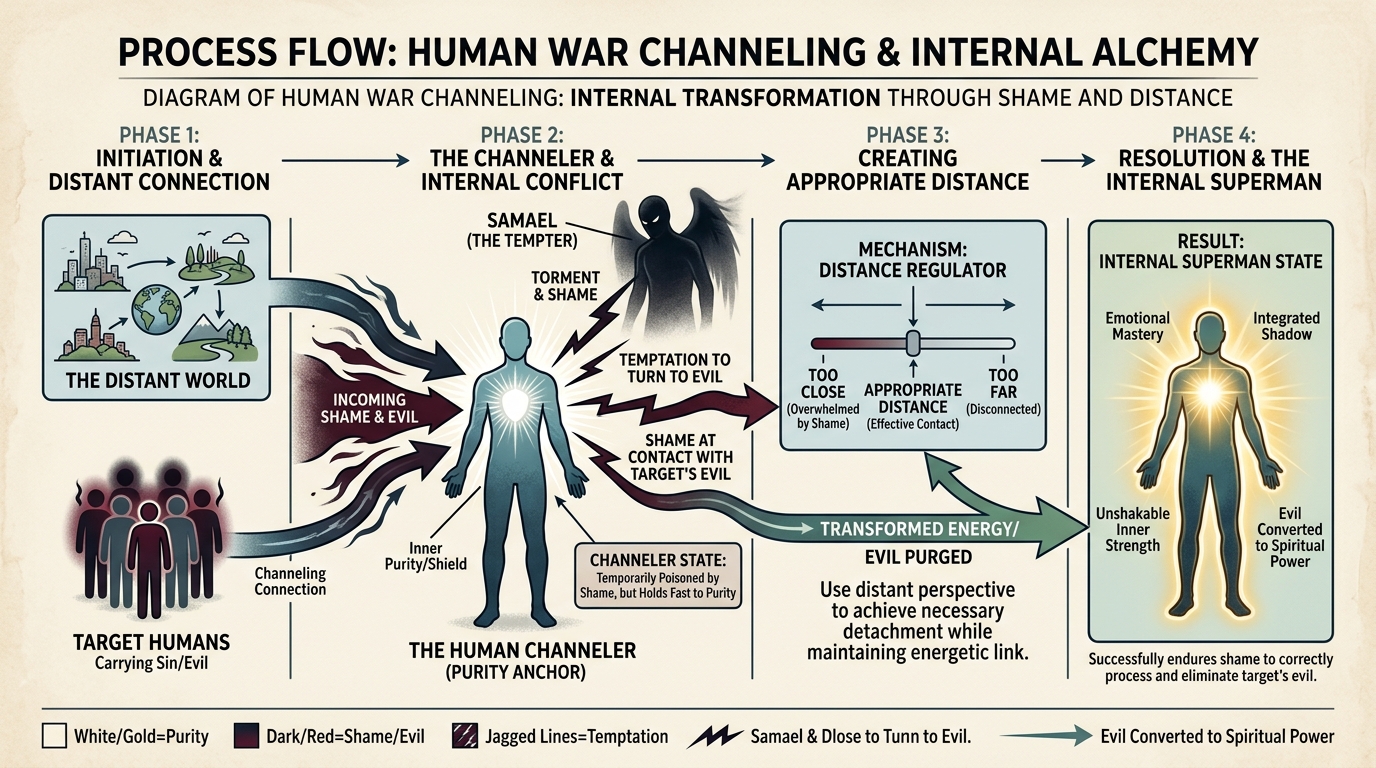 PROCESS FLOW: HUMAN WAR CHANNELING & INTERNAL ALCHEMY
DIAGRAM OF HUMAN WAR CHANNELING: INTERNAL TRANSFORMATION THROUGH SHAME AND DISTANCE
PHASE 1:
INITIATION &
DISTANT CONNECTION
THE DISTANT WORLD
INCOMING
SHAME & EVIL
Channeling
Connection
TARGET HUMANS
Carrying Sin/Evil
PHASE 2:
THE CHANNELER &
INTERNAL CONFLICT
SAMAEL
(THE TEMPTER)
TORMENT
& SHAME
TEMPTATION TO
TURN TO EVIL
SHAME AT
CONTACT WITH
TARGET'S EVIL
Inner
Purity/Shield
CHANNELER STATE:
Temporarily Poisoned by
Shame, but Holds Fast to Purity
THE HUMAN CHANNELER
(PURITY ANCHOR)
PHASE 3:
CREATING
APPROPRIATE DISTANCE
MECHANISM:
DISTANCE REGULATOR
TOO
CLOSE
(Overwhelmed
by Shame)
APPROPRIATE
DISTANCE
(Effective Contact)
TOO
FAR
(Disconnected)
TRANSFORMED ENERGY/
EVIL PURGED
Use distant perspective
to achieve necessary
detachment while
maintaining energetic link.
PHASE 4:
RESOLUTION & THE
INTERNAL SUPERMAN
RESULT:
INTERNAL SUPERMAN STATE
Emotional
Mastery
Integrated
Shadow
Unshakable
Inner
Strength
Evil
Converted
to Spiritual
Power
Successfully endures shame to correctly
process and eliminate target's evil.
White/Gold=Purity
Dark/Red=Shame/Evil
Jagged Lines=Temptation
Samael & Dlose to Tunn to Evil.
Evil Converted to Spiritual Power